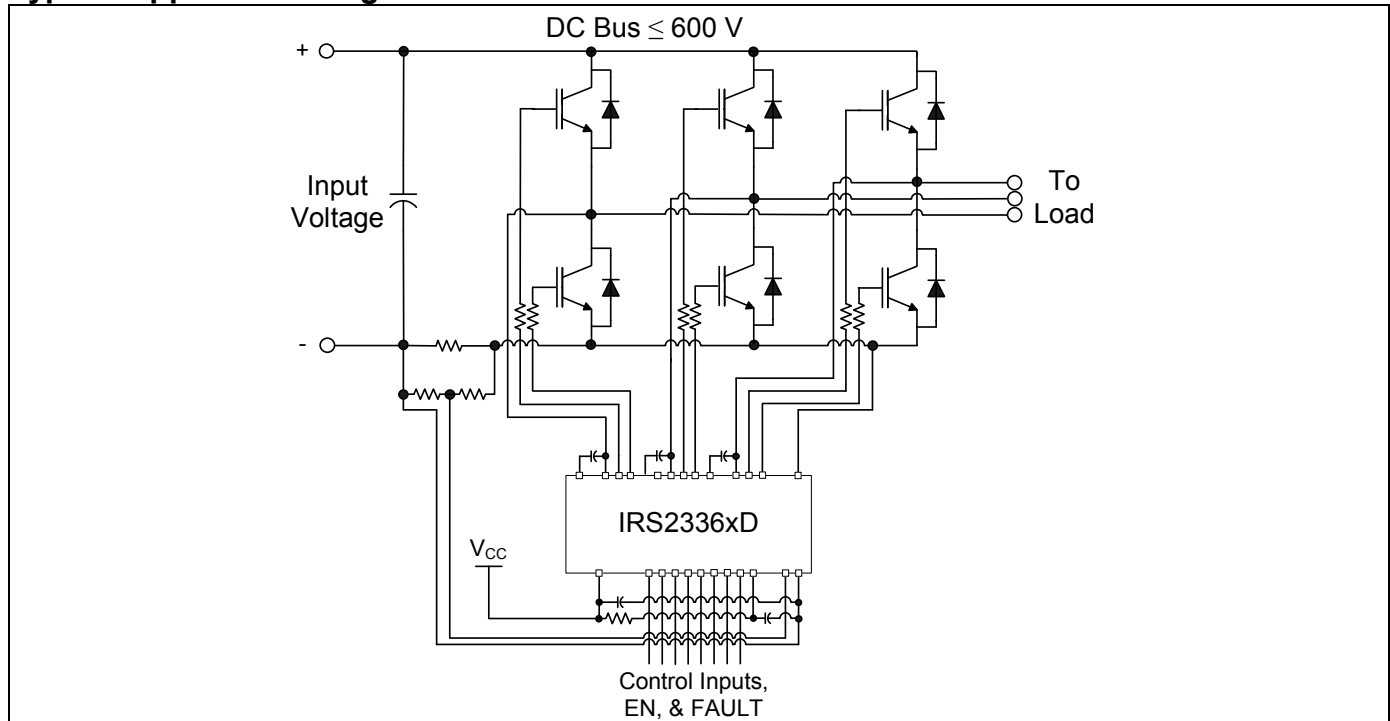 DC Bus ≤ 600 V
+
Input
Voltage
-
To
Load
IRS2336xD
VCC
Control Inputs,
EN, & FAULT